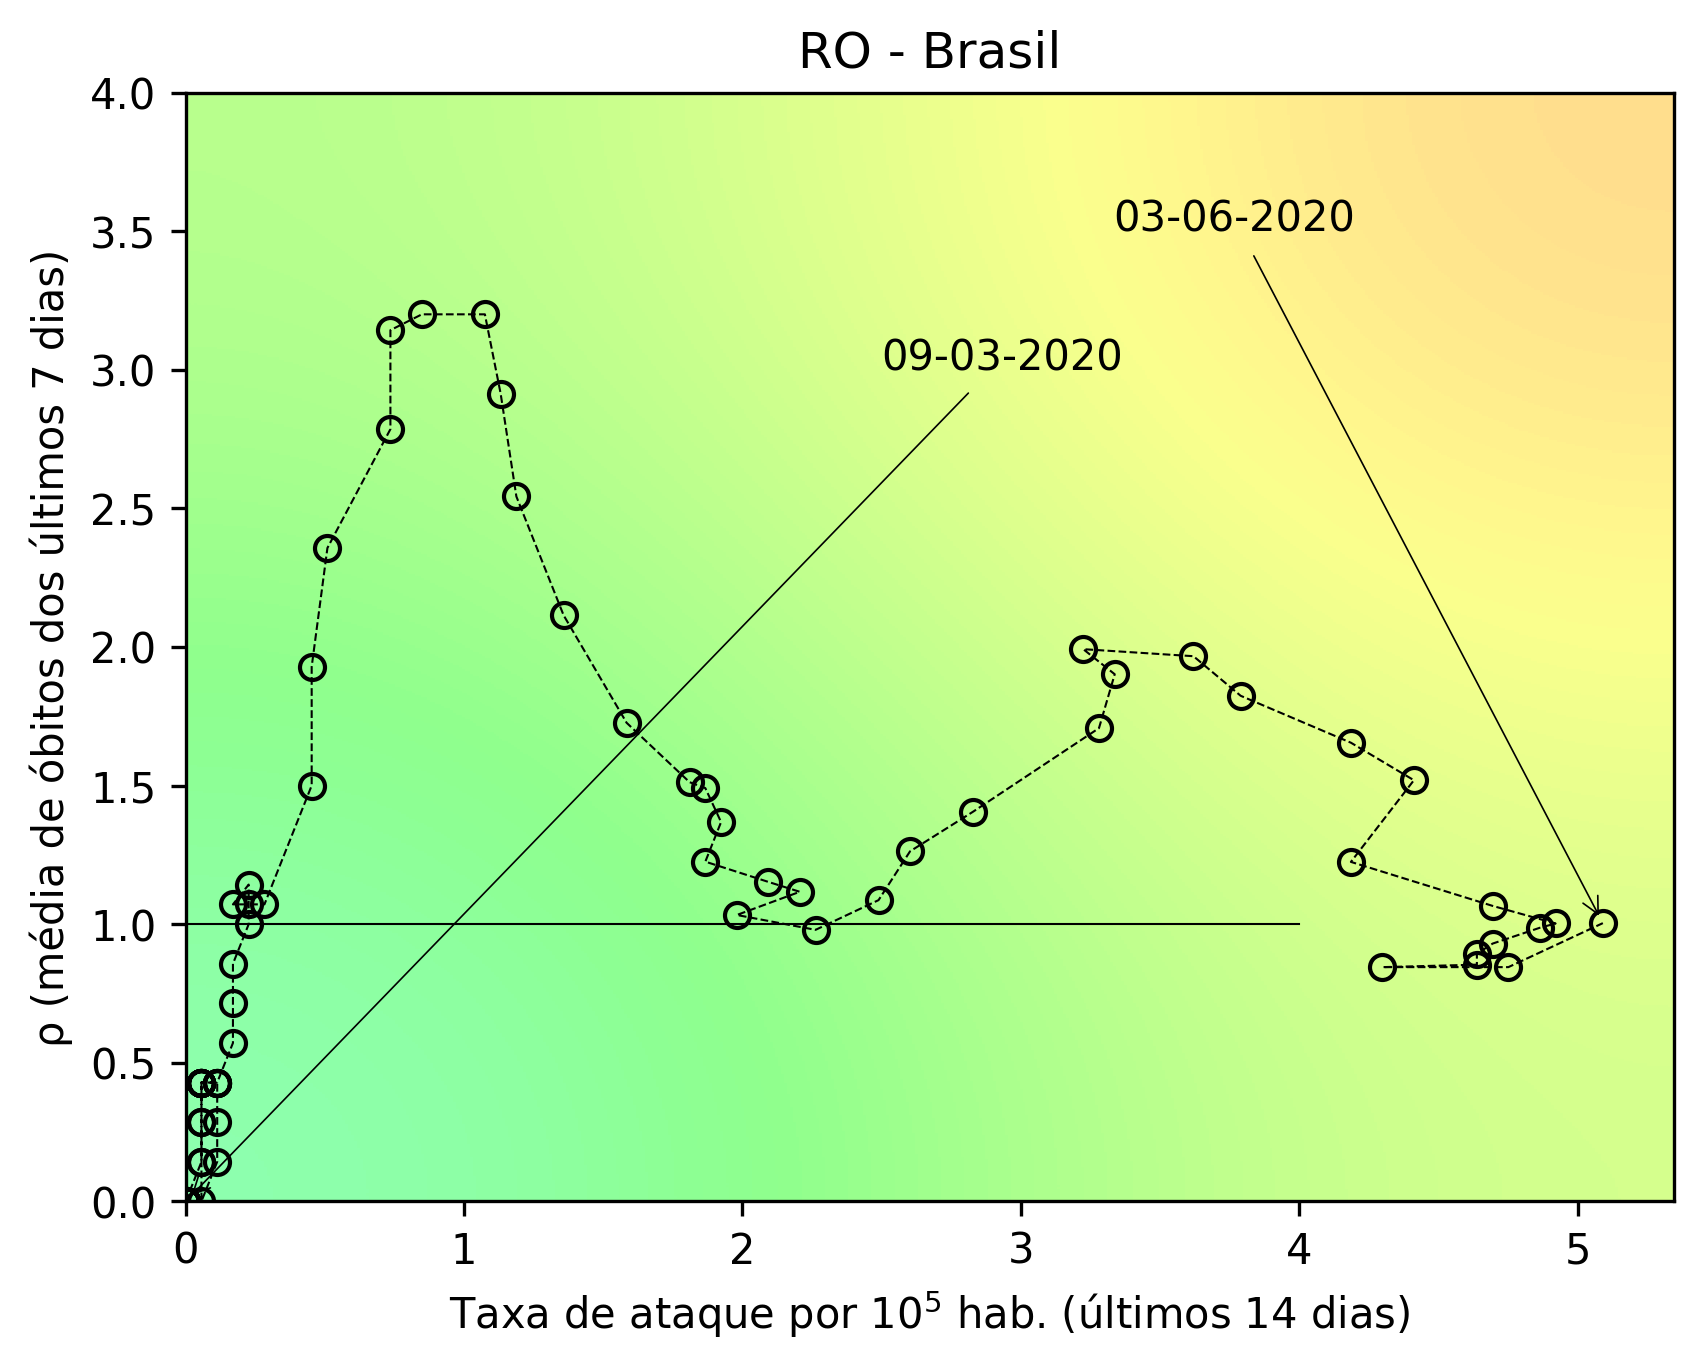 RO - Brasil
4.0
3.5
3.0
2.5
2.0
1.5
1.0
0.5
0.0
ρ (média de óbitos dos últimos 7 dias)
03-06-2020
09-03-2020
0 1 2 3 4 5
Taxa de ataque por 10⁵ hab. (últimos 14 dias)